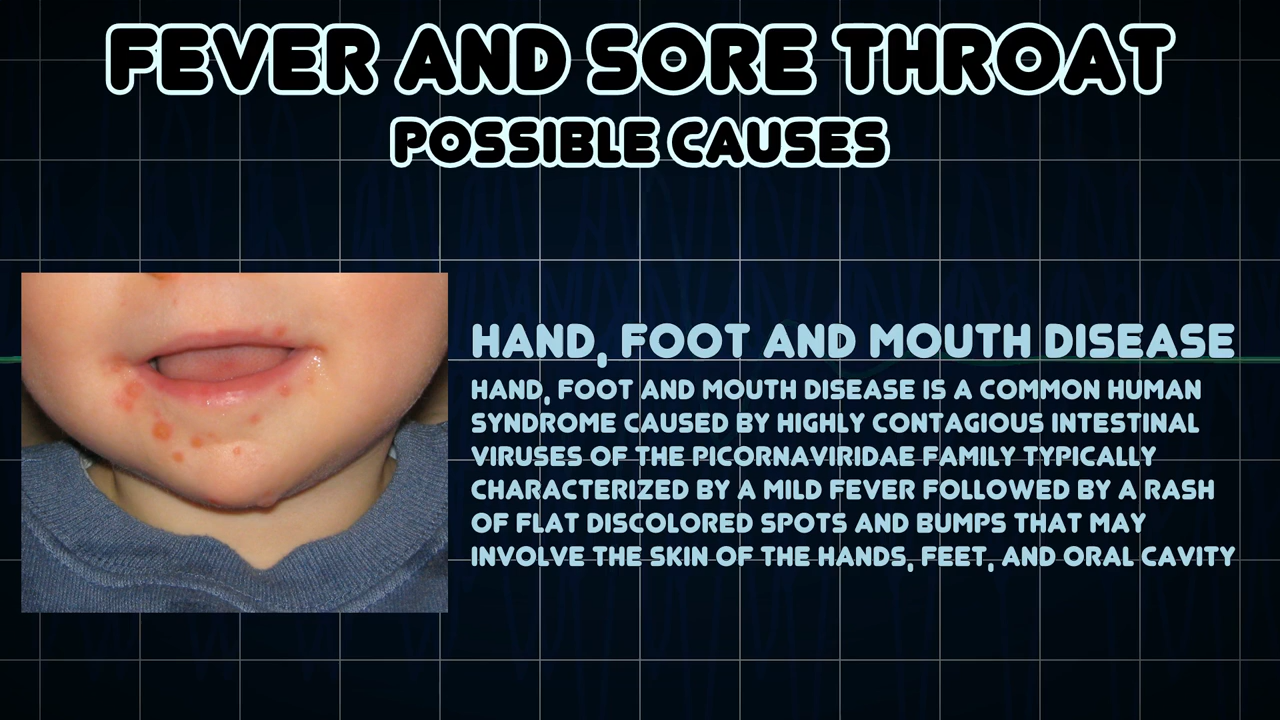 FEVER AND SORE THROAT
POSSIBLE CAUSES
HAND, FOOT AND MOUTH DISEASE
HAND, FOOT AND MOUTH DISEASE IS A COMMON HUMAN
SYNDROME CAUSED BY HIGHLY CONTAGIOUS INTESTINAL
VIRUSES OF THE PICORNAVIRIDAE FAMILY TYPICALLY
CHARACTERIZED BY A MILD FEVER FOLLOWED BY A RASH
OF FLAT DISCOLORED SPOTS AND BUMPS THAT MAY
INVOLVE THE SKIN OF THE HANDS, FEET, AND ORAL CAVITY